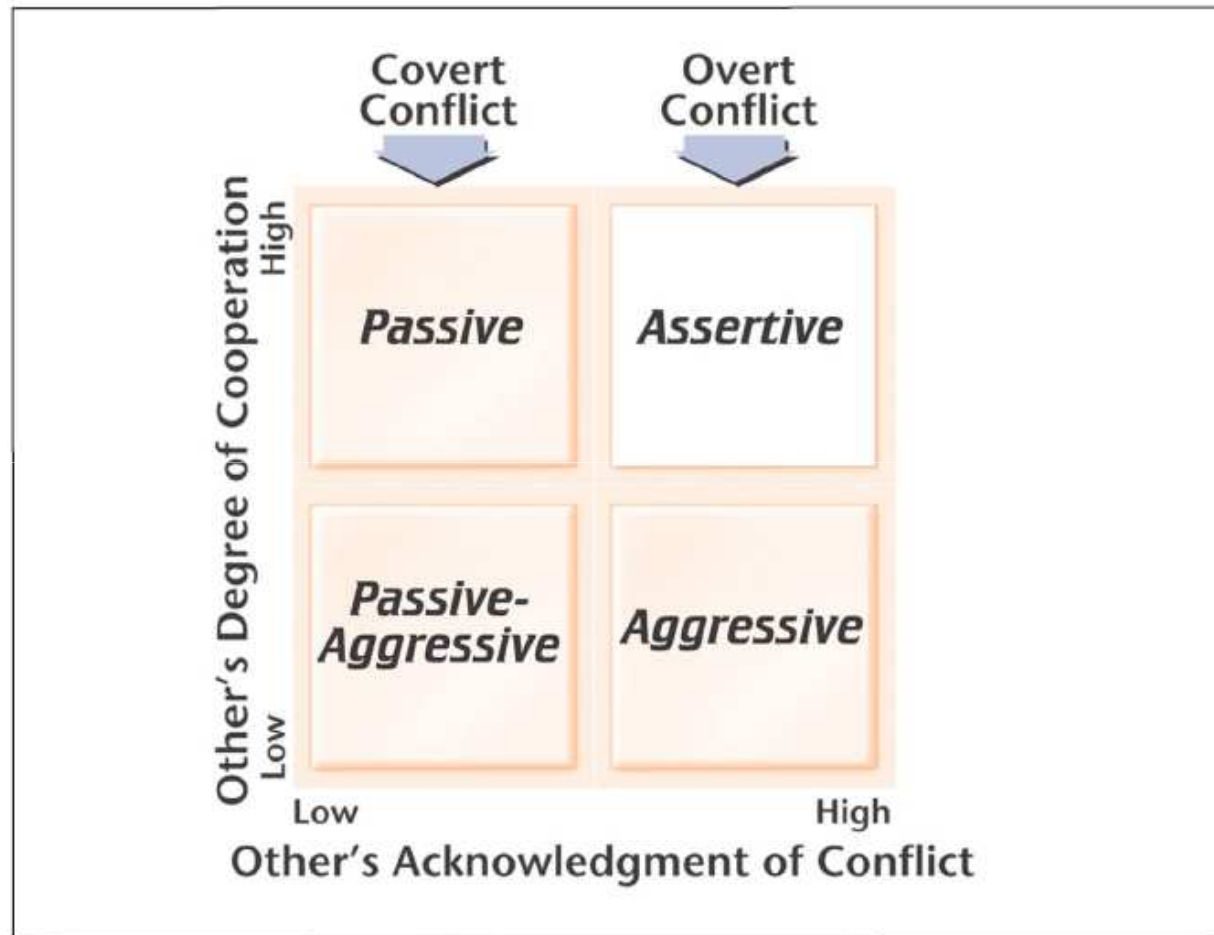 Covert
Conflict
Overt
Conflict
Other's Degree of Cooperation
High
Low
Passive
Assertive
Passive-
Aggressive
Aggressive
Low
High
Other's Acknowledgment of Conflict